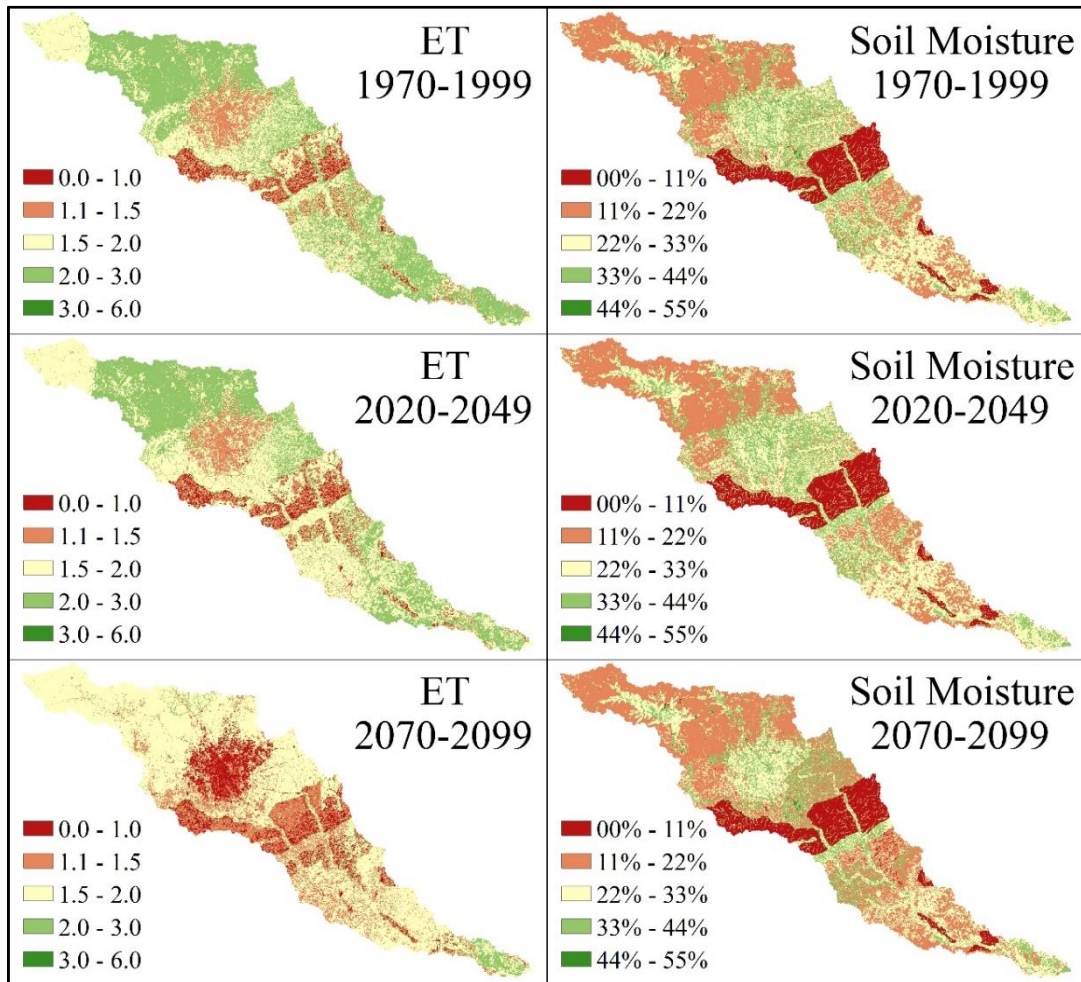 ET
1970-1999
0.0 - 1.0
1.1 - 1.5
1.5 - 2.0
2.0 - 3.0
3.0 - 6.0
Soil Moisture
1970-1999
00% - 11%
11% - 22%
22% - 33%
33% - 44%
44% - 55%
ET
2020-2049
0.0 - 1.0
1.1 - 1.5
1.5 - 2.0
2.0 - 3.0
3.0 - 6.0
Soil Moisture
2020-2049
00% - 11%
11% - 22%
22% - 33%
33% - 44%
44% - 55%
ET
2070-2099
0.0 - 1.0
1.1 - 1.5
1.5 - 2.0
2.0 - 3.0
3.0 - 6.0
Soil Moisture
2070-2099
00% - 11%
11% - 22%
22% - 33%
33% - 44%
44% - 55%